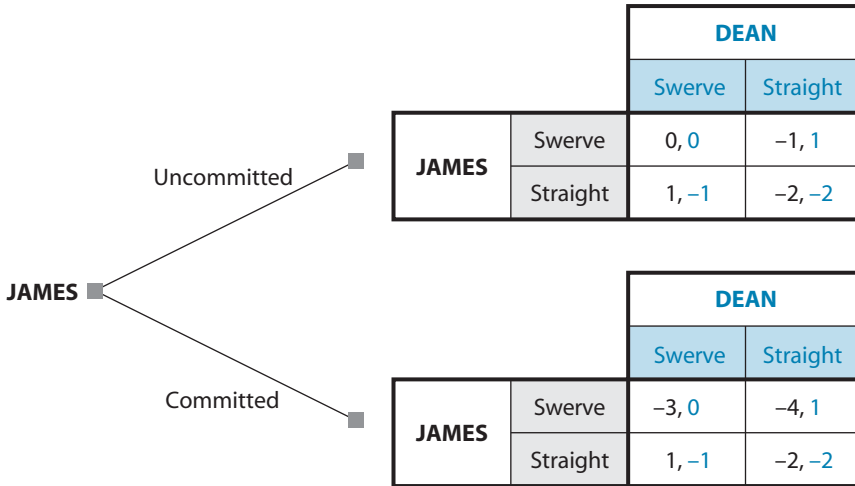 DEAN
Swerve Straight
JAMES Swerve 0, 0 –1, 1
Straight 1, –1 –2, –2
Uncommitted
JAMES
Committed
DEAN
Swerve Straight
JAMES Swerve –3, 0 –4, 1
Straight 1, –1 –2, –2